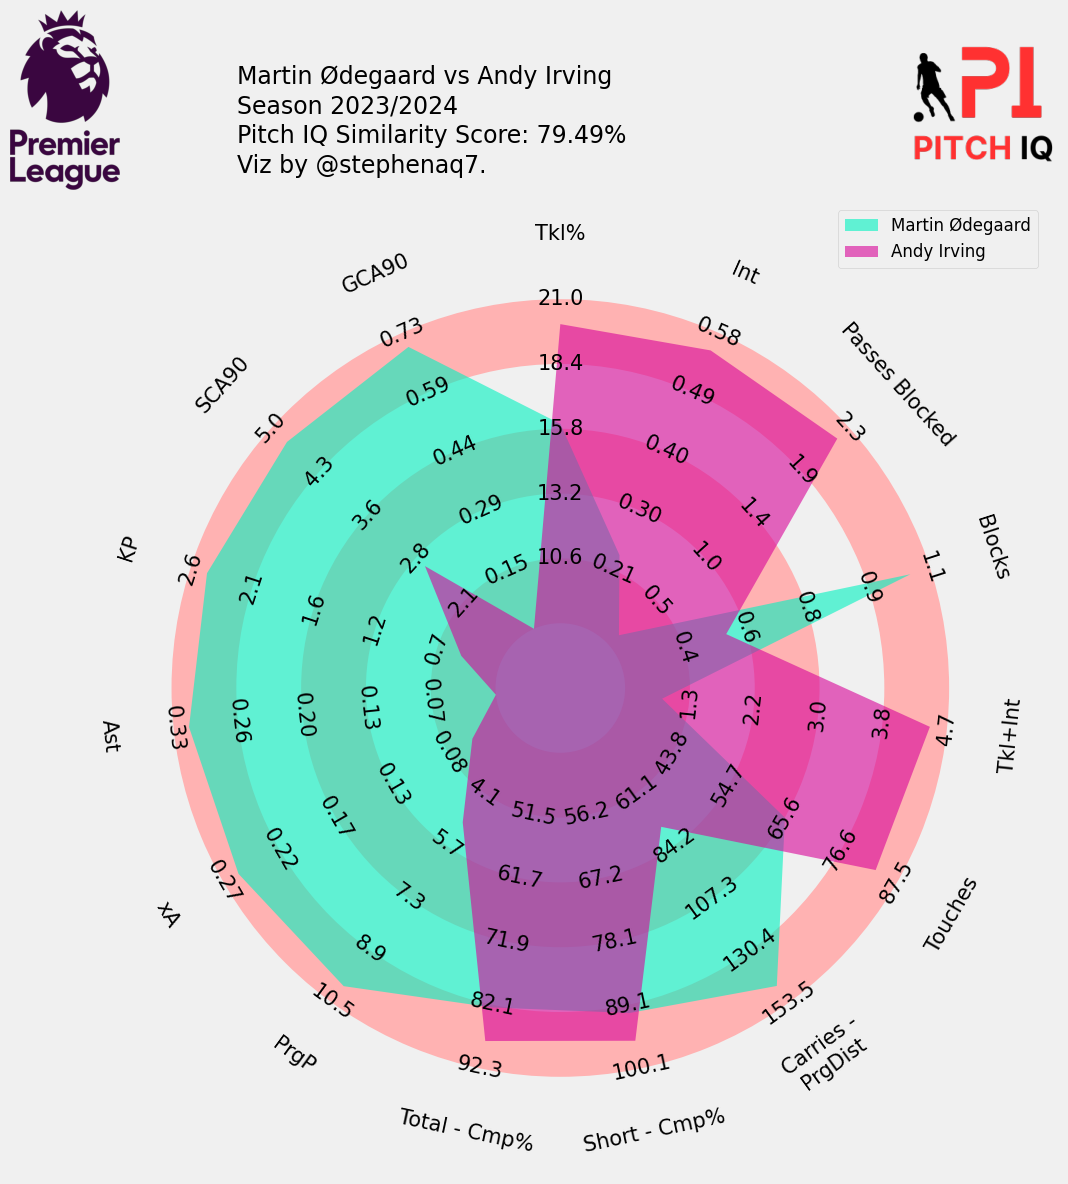 Martin Ødegaard vs Andy Irving
Season 2023/2024
Pitch IQ Similarity Score: 79.49%
Viz by @stephenaq7.
Premier
League
PI
PITCH IQ
Martin Ødegaard
Andy Irving
Tkl%
21.0
18.4
15.8
13.2
10.6
Int
0.58
0.49
0.40
0.30
0.21
Passes Blocked
2.3
1.9
1.4
1.0
0.5
Blocks
1.1
0.9
0.8
0.6
0.4
Tkl+Int
4.7
3.8
3.0
2.2
1.3
Touches
87.5
76.6
65.6
54.7
43.8
Carries -
PrgDist
153.5
130.4
107.3
84.2
61.1
Short - Cmp%
100.1
89.1
78.1
67.2
56.2
Total - Cmp%
92.3
82.1
71.9
61.7
51.5
PrgP
10.5
8.9
7.3
5.7
4.1
xA
0.27
0.22
0.17
0.13
0.08
Ast
0.33
0.26
0.20
0.13
0.07
KP
2.6
2.1
1.6
1.2
0.7
SCA90
5.0
4.3
3.6
2.8
2.1
GCA90
0.73
0.59
0.44
0.29
0.15